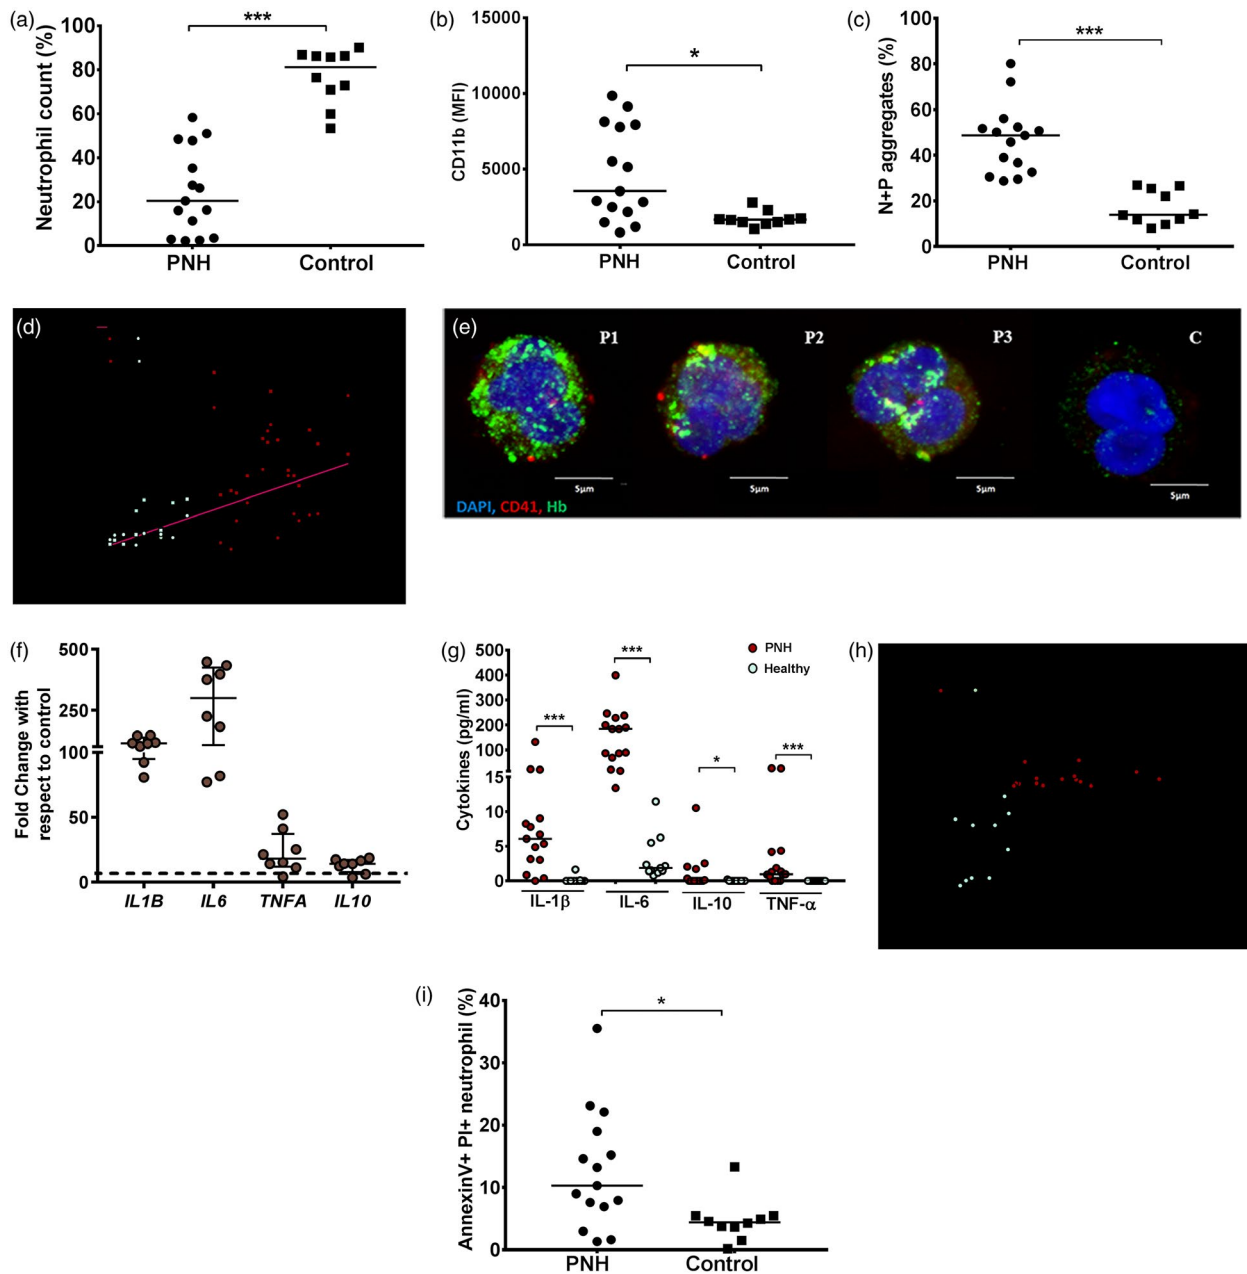 (a)
Neutrophil count (%)
100
80
60
40
20
0
***
PNH
Control
(b)
CD11b (MFI)
15000
10000
5000
0
*
PNH
Control
(c)
N+P aggregates (%)
100
80
60
40
20
0
***
PNH
Control
(d)
(e)
P1
P2
P3
C
5μm
5μm
5μm
5μm
DAPI, CD41, Hb
(f)
Fold Change with
respect to control
500
250
100
50
0
IL1B
IL6
TNFA
IL10
(g)
Cytokines (pg/ml)
500
400
300
200
100
15
10
5
0
***
***
*
***
PNH
Healthy
IL-1β
IL-6
IL-10
TNF-α
(h)
(i)
AnnexinV+ PI+ neutrophil (%)
40
30
20
10
0
*
PNH
Control